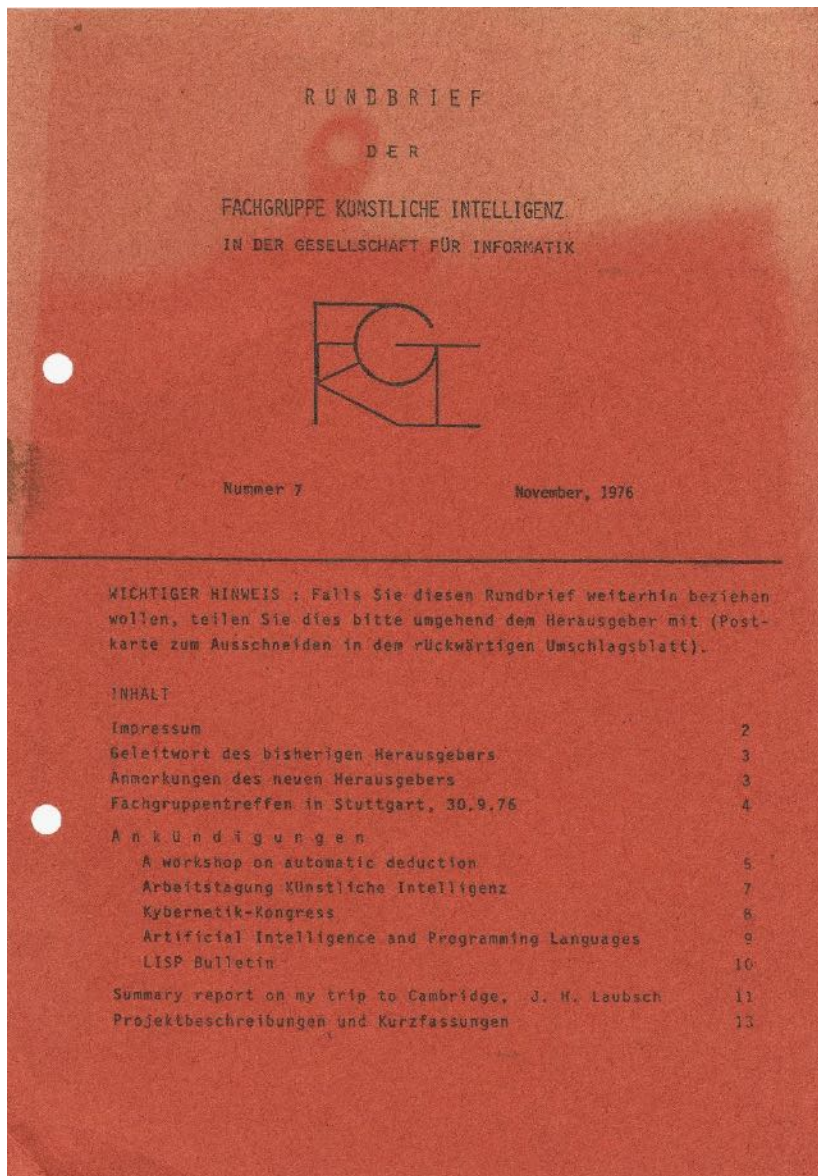 RUNDBRIEF
DER
FACHGRUPPE KÜNSTLICHE INTELLIGENZ
IN DER GESELLSCHAFT FÜR INFORMATIK
FG
KI
Nummer 7 November, 1976
WICHTIGER HINWEIS : Falls Sie diesen Rundbrief weiterhin beziehen
wollen, teilen Sie dies bitte umgehend dem Herausgeber mit (Post-
karte zum Ausschneiden in dem rückwärtigen Umschlagsblatt).
INHALT
Impressum 2
Geleitwort des bisherigen Herausgebers 3
Anmerkungen des neuen Herausgebers 3
Fachgruppentreffen in Stuttgart, 30.9.76 4
Ankündigungen
A workshop on automatic deduction 5
Arbeitstagung Künstliche Intelligenz 7
Kybernetik-Kongress 8
Artificial Intelligence and Programming Languages 9
LISP Bulletin 10
Summary report on my trip to Cambridge, J. H. Laubsch 11
Projektbeschreibungen und Kurzfassungen 13